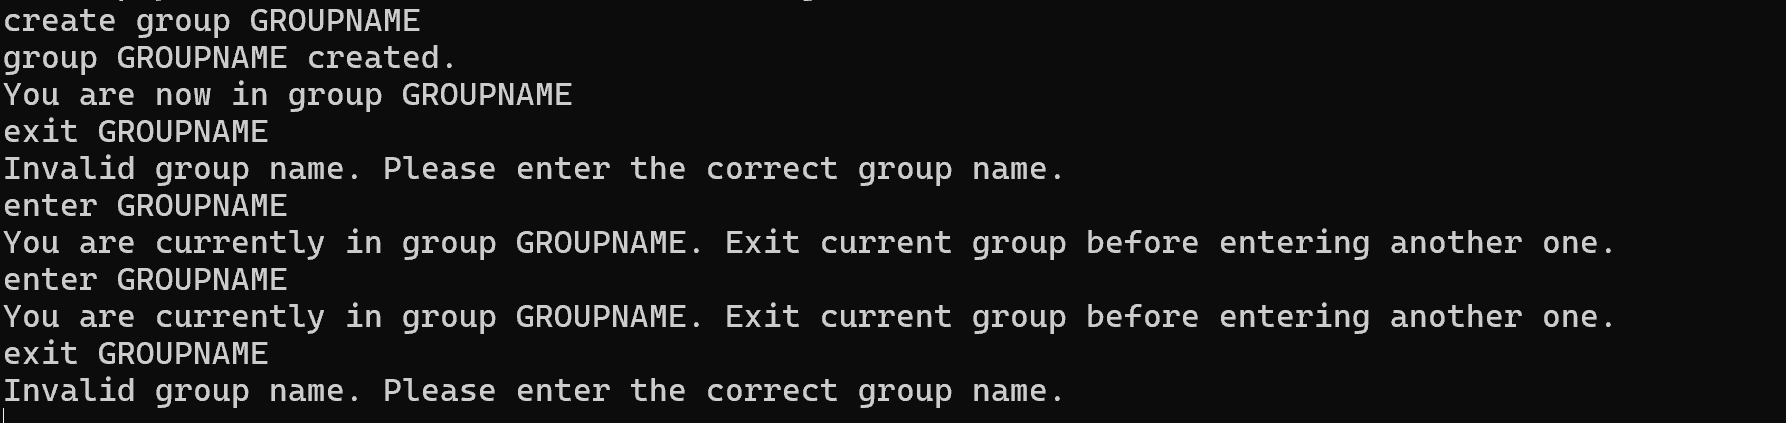 create group GROUPNAME
group GROUPNAME created.
You are now in group GROUPNAME
exit GROUPNAME
Invalid group name. Please enter the correct group name.
enter GROUPNAME
You are currently in group GROUPNAME. Exit current group before entering another one.
enter GROUPNAME
You are currently in group GROUPNAME. Exit current group before entering another one.
exit GROUPNAME
Invalid group name. Please enter the correct group name.